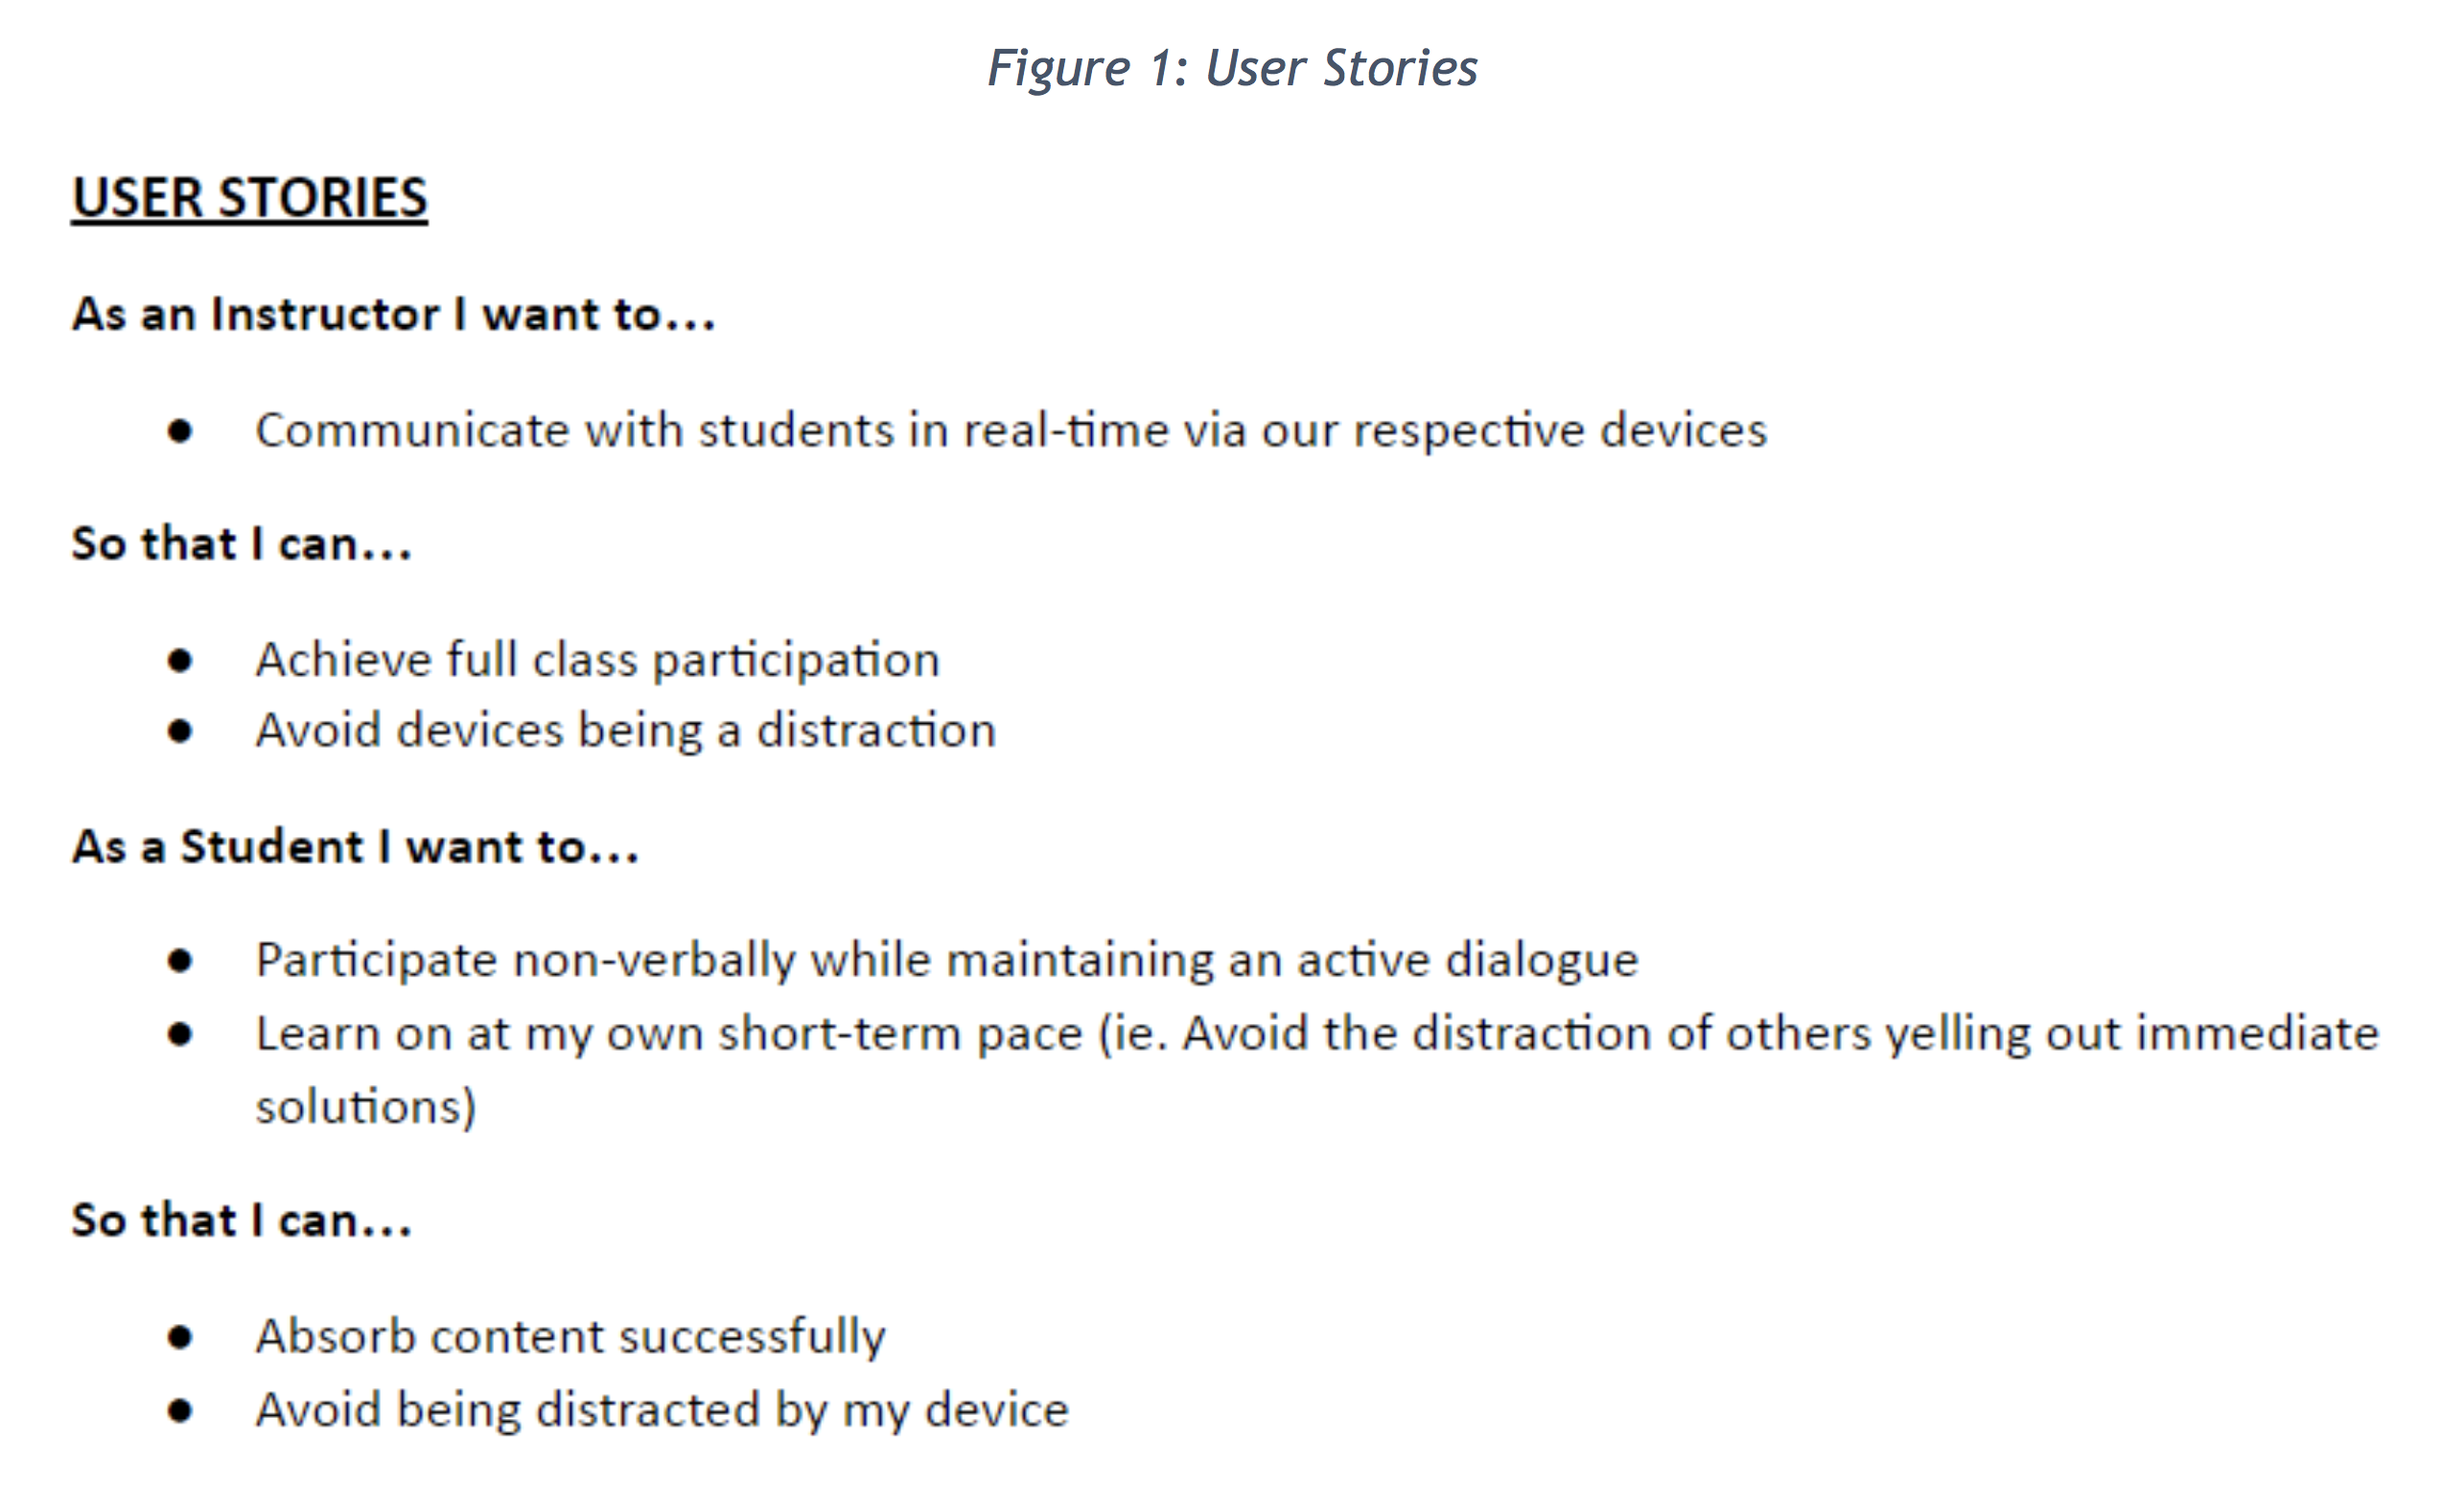 Figure 1: User Stories
USER STORIES
As an Instructor I want to…
● Communicate with students in real-time via our respective devices
So that I can…
● Achieve full class participation
● Avoid devices being a distraction
As a Student I want to…
● Participate non-verbally while maintaining an active dialogue
● Learn on at my own short-term pace (ie. Avoid the distraction of others yelling out immediate
solutions)
So that I can…
● Absorb content successfully
● Avoid being distracted by my device